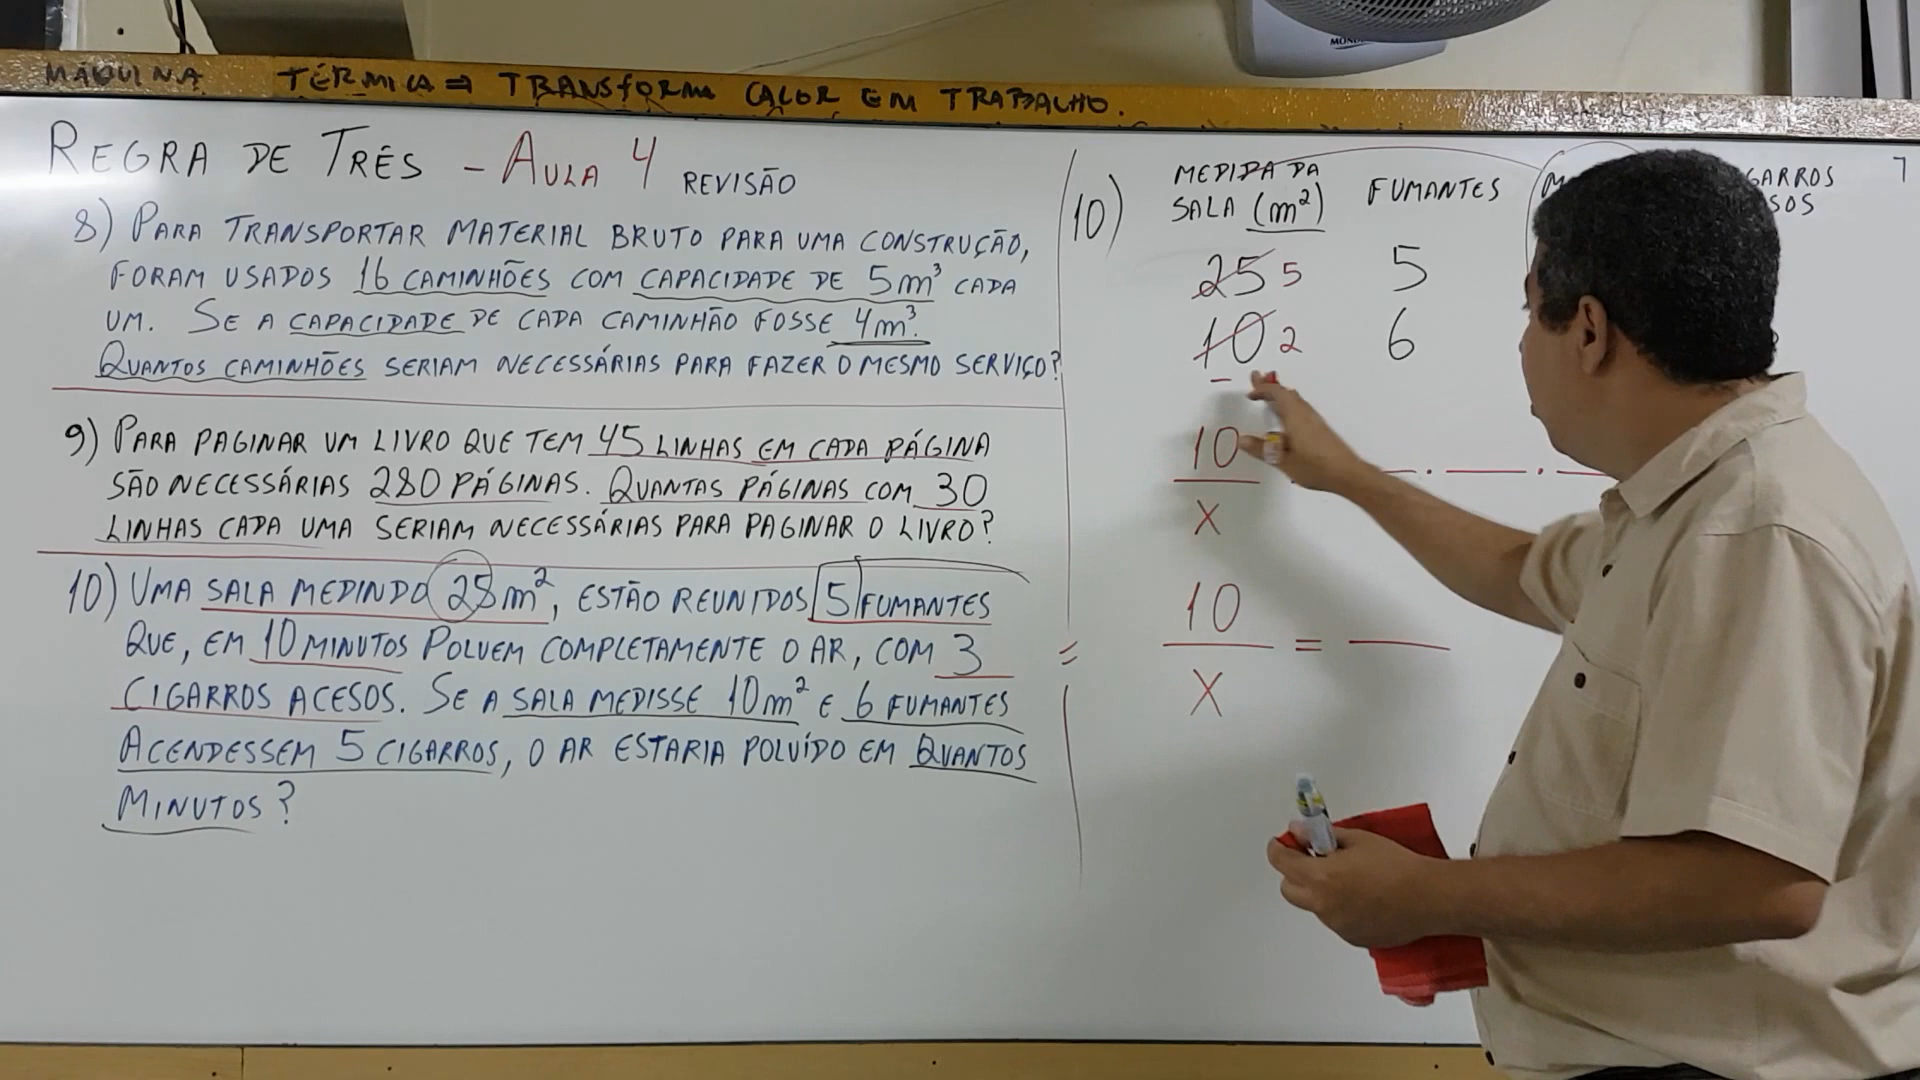 MÁQUINA TÉRMICA ⇒ TRANSFORMA CALOR EM TRABALHO.
REGRA DE TRÊS - AULA 4 REVISÃO
8) PARA TRANSPORTAR MATERIAL BRUTO PARA UMA CONSTRUÇÃO,
FORAM USADOS 16 CAMINHÕES COM CAPACIDADE DE 5m³ CADA
UM. SE A CAPACIDADE DE CADA CAMINHÃO FOSSE 4m³.
QUANTOS CAMINHÕES SERIAM NECESSÁRIAS PARA FAZER O MESMO SERVIÇO?
9) PARA PAGINAR UM LIVRO QUE TEM 45 LINHAS EM CADA PÁGINA
SÃO NECESSÁRIAS 280 PÁGINAS. QUANTAS PÁGINAS COM 30
LINHAS CADA UMA SERIAM NECESSÁRIAS PARA PAGINAR O LIVRO?
10) UMA SALA MEDINDO 28m², ESTÃO REUNIDOS 5 FUMANTES
QUE, EM 10 MINUTOS POLUEM COMPLETAMENTE O AR, COM 3
CIGARROS ACESOS. SE A SALA MEDISSE 10m² E 6 FUMANTES
ACENDESSEM 5 CIGARROS, O AR ESTARIA POLUÍDO EM QUANTOS
MINUTOS?
10) MEDIDA DA
SALA (m²) FUMANTES
25 5 5
10 2 6
10
X
10
=
X